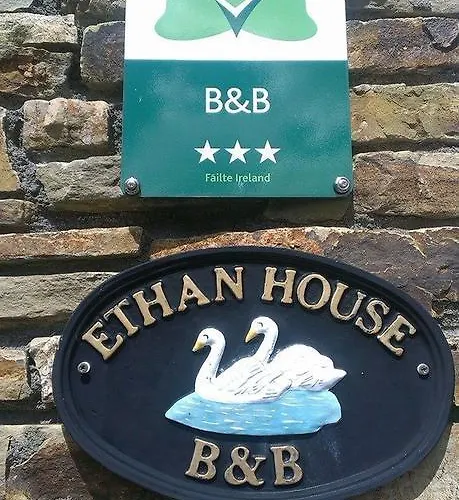 B&B
Fáilte Ireland
ETHAN HOUSE
B&B